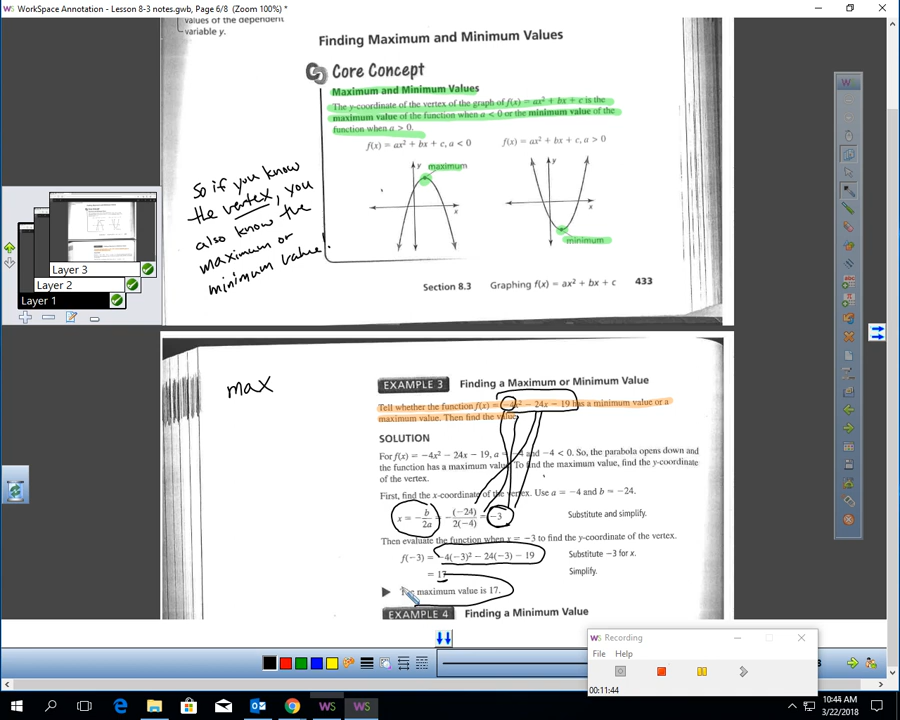 WorkSpace Annotation - Lesson 8-3 notes.gwb, Page 6/8 (Zoom 100%) *
values of the dependent
variable y.
Finding Maximum and Minimum Values
Core Concept
Maximum and Minimum Values
The y-coordinate of the vertex of the graph of f(x) = ax² + bx + c is the
maximum value of the function when a < 0 or the minimum value of the
function when a > 0.
f(x) = ax² + bx + c, a < 0
f(x) = ax² + bx + c, a > 0
y
maximum
x
y
x
minimum
So if you know
the vertex, you
also know the
maximum or
minimum value!
Layer 3
Layer 2
Layer 1
Section 8.3 Graphing f(x) = ax² + bx + c 433
max
EXAMPLE 3 Finding a Maximum or Minimum Value
Tell whether the function f(x) = -4x² - 24x - 19 has a minimum value or a
maximum value. Then find the value.
SOLUTION
For f(x) = -4x² - 24x - 19, a = -4 and -4 < 0. So, the parabola opens down and
the function has a maximum value. To find the maximum value, find the y-coordinate
of the vertex.
First, find the x-coordinate of the vertex. Use a = -4 and b = -24.
x = -b/2a = -(-24)/2(-4) = -3 Substitute and simplify.
Then evaluate the function when x = -3 to find the y-coordinate of the vertex.
f(-3) = -4(-3)² - 24(-3) - 19 Substitute -3 for x.
= 17 Simplify.
The maximum value is 17.
EXAMPLE 4 Finding a Minimum Value
WS Recording
File Help
00:11:44
10:44 AM
3/22/2018